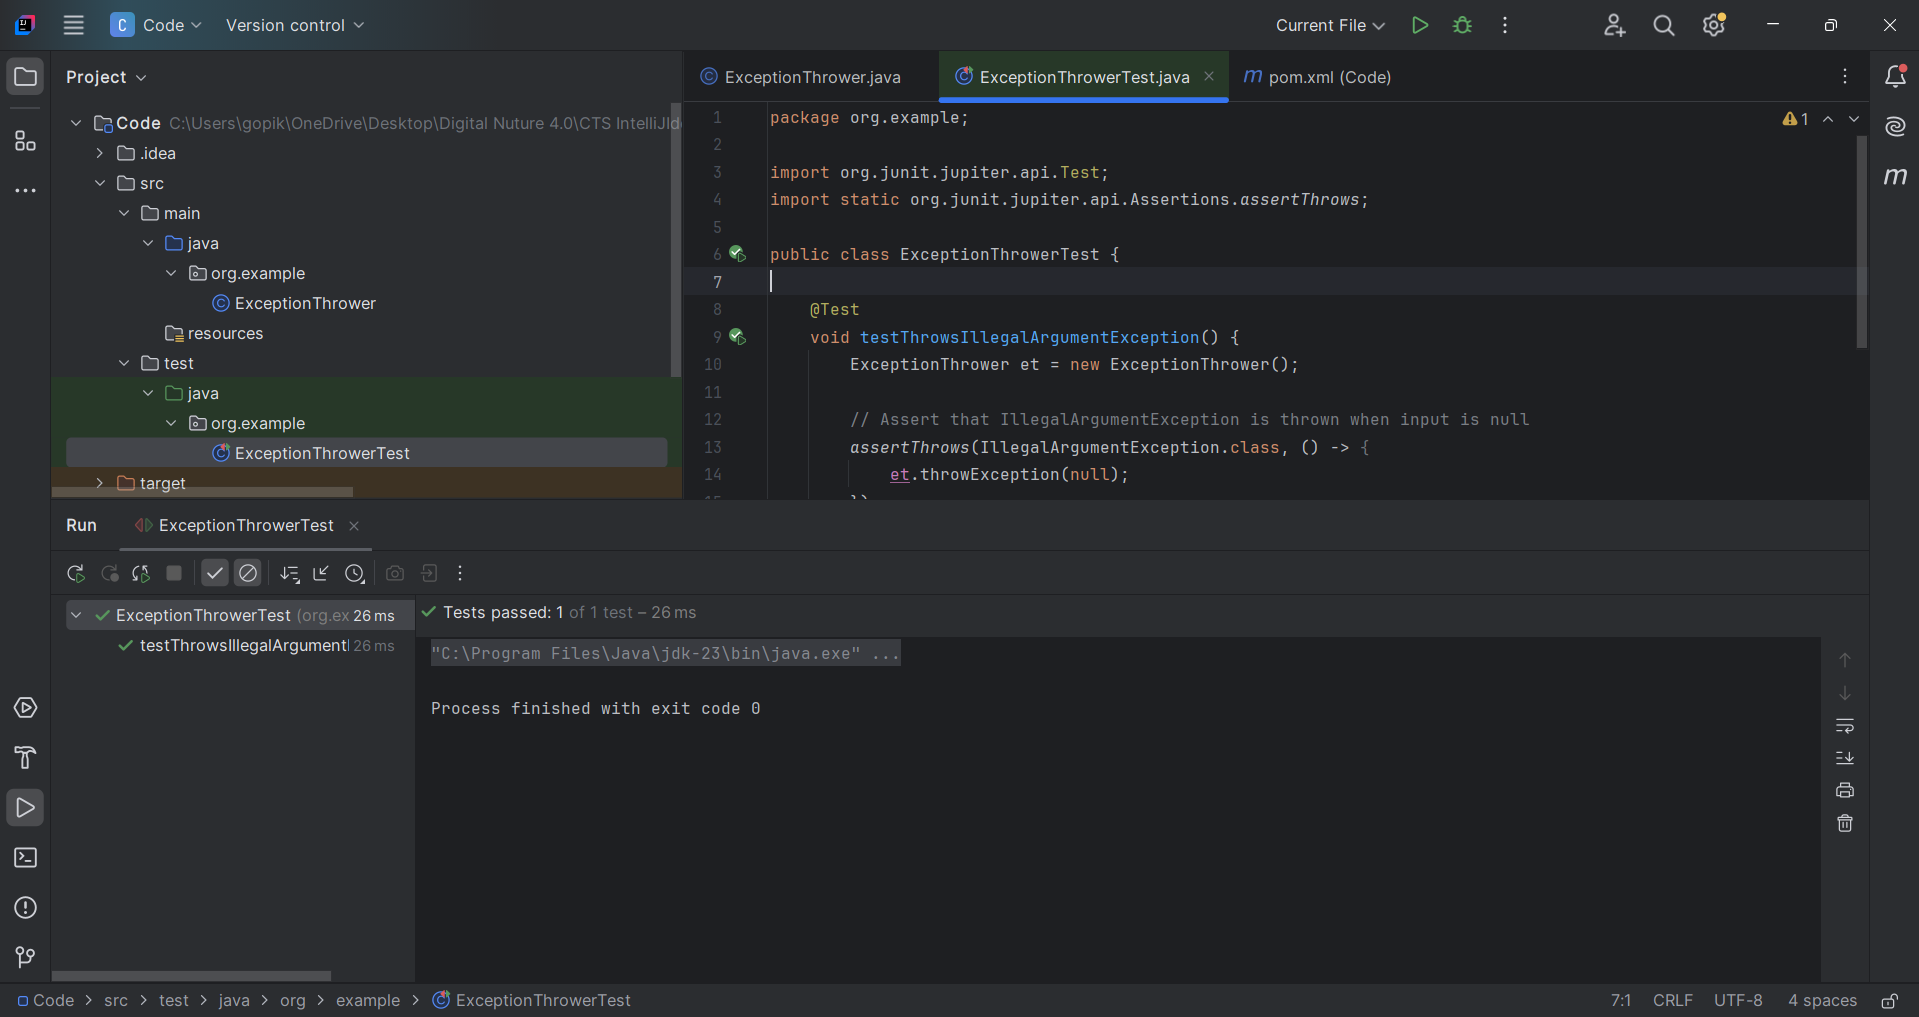 C Code Version control Current File
Project
Code C:\Users\gopik\OneDrive\Desktop\Digital Nuture 4.0\CTS IntelliJIde
.idea
src
main
java
org.example
ExceptionThrower
resources
test
java
org.example
ExceptionThrowerTest
target
ExceptionThrower.java ExceptionThrowerTest.java m pom.xml (Code)
1 package org.example;
2
3 import org.junit.jupiter.api.Test;
4 import static org.junit.jupiter.api.Assertions.assertThrows;
5
6 public class ExceptionThrowerTest {
7
8 @Test
9 void testThrowsIllegalArgumentException() {
10 ExceptionThrower et = new ExceptionThrower();
11
12 // Assert that IllegalArgumentException is thrown when input is null
13 assertThrows(IllegalArgumentException.class, () -> {
14 et.throwException(null);
1
m
Run ExceptionThrowerTest
ExceptionThrowerTest (org.ex 26 ms
testThrowsIllegalArgument 26 ms
Tests passed: 1 of 1 test – 26 ms
"C:\Program Files\Java\jdk-23\bin\java.exe" ...
Process finished with exit code 0
Code > src > test > java > org > example > ExceptionThrowerTest
7:1 CRLF UTF-8 4 spaces